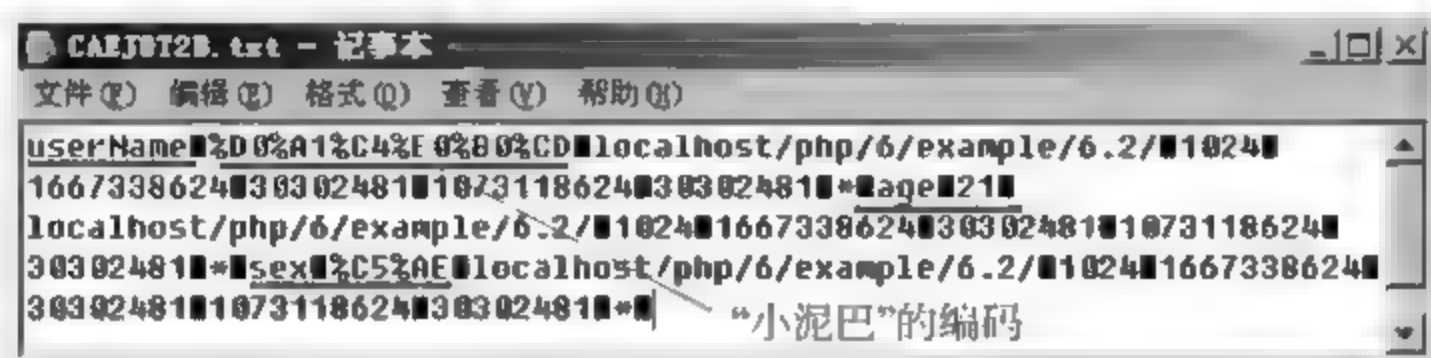 CAEJ0T2B.txt - 记事本
文件(F) 编辑(E) 格式(O) 查看(V) 帮助(H)
userName■%D0%A1%C4%E0%B0%CD■localhost/php/6/example/6.2/■1024■
1667338624■30302481■1073118624■30302481■*■age■21■
localhost/php/6/example/6.2/■1024■1667338624■30302481■1073118624■
30302481■*■sex■%C5%AE■localhost/php/6/example/6.2/■1024■1667338624■
30302481■1073118624■30302481■*■
“小泥巴”的编码